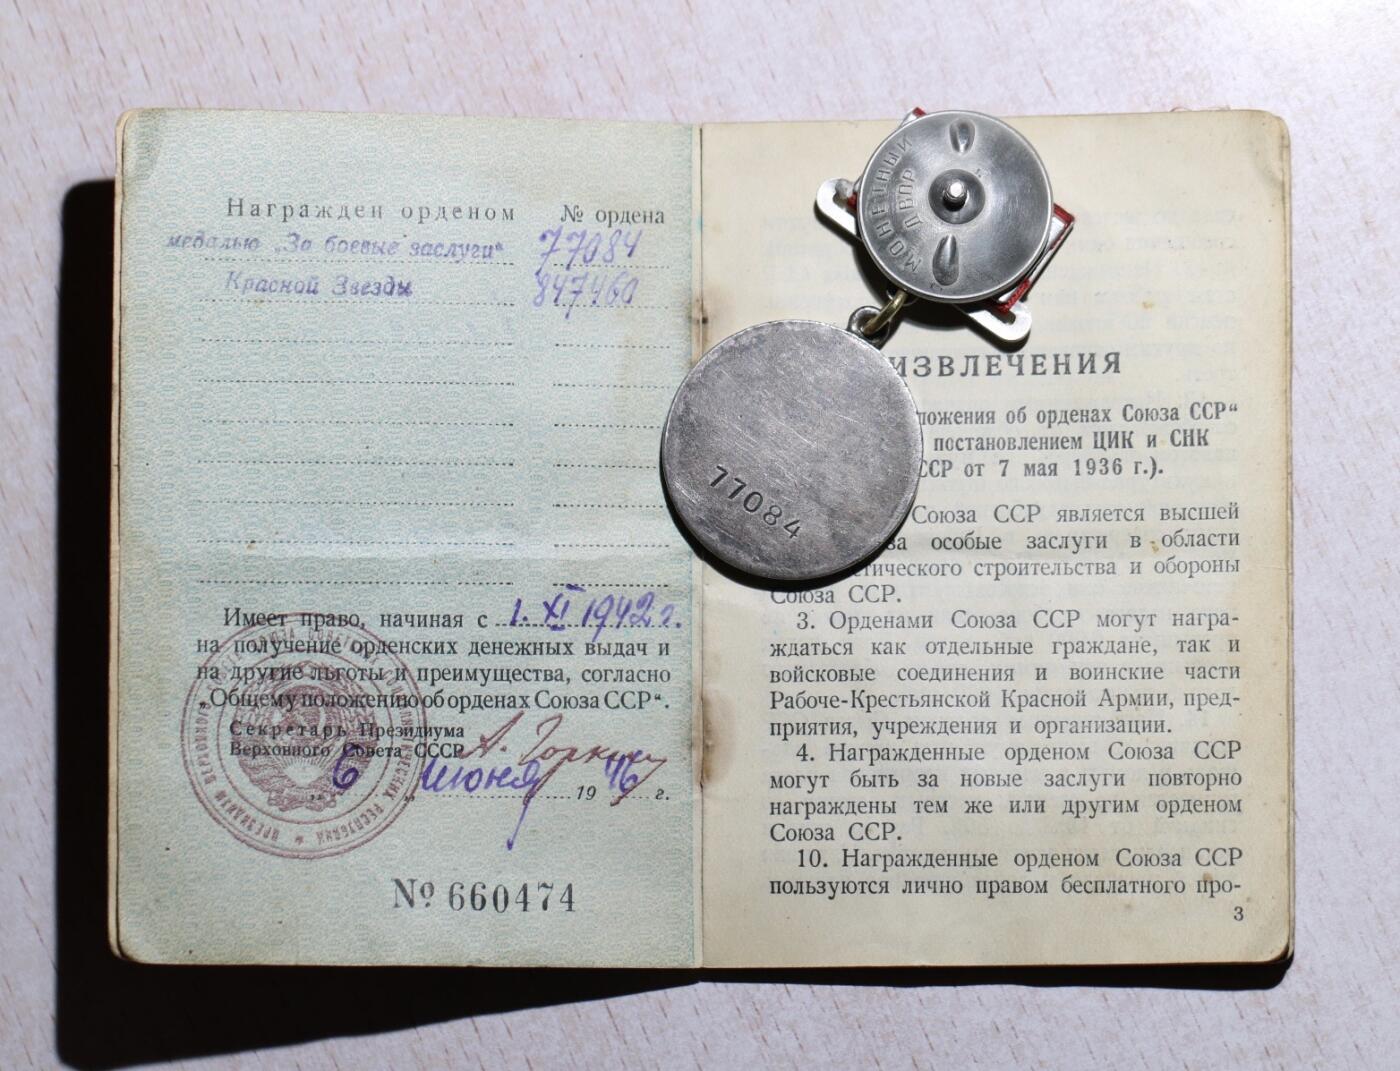 Награжден орденом № ордена
медалью „За боевые заслуги“ 77084
Красной Звезды 847460
Имеет право, начиная с 1. XI 1942 г.
на получение орденских денежных выдач и
на другие льготы и преимущества, согласно
„Общему положению об орденах Союза ССР“.
Секретарь Президиума
Верховного Совета СССР А. Горкин
„6 „ июня 1946 г.
№ 660474
МОНЕТНЫЙ
ДВОР
77084
ИЗВЛЕЧЕНИЯ
ложения об орденах Союза ССР“
постановлением ЦИК и СНК
ССР от 7 мая 1936 г.).
Союза ССР является высшей
за особые заслуги в области
тического строительства и обороны
Союза ССР.
3. Орденами Союза ССР могут награ-
ждаться как отдельные граждане, так и
войсковые соединения и воинские части
Рабоче-Крестьянской Красной Армии, пред-
приятия, учреждения и организации.
4. Награжденные орденом Союза ССР
могут быть за новые заслуги повторно
награждены тем же или другим орденом
Союза ССР.
10. Награжденные орденом Союза ССР
пользуются лично правом бесплатного про-
3